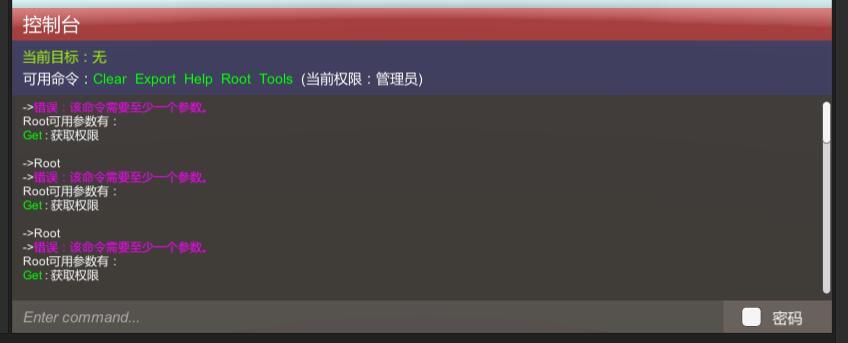 控制台
当前目标：无
可用命令：Clear Export Help Root Tools (当前权限：管理员)
->错误：该命令需要至少一个参数。
Root可用参数有：
Get : 获取权限
->Root
->错误：该命令需要至少一个参数。
Root可用参数有：
Get : 获取权限
->Root
->错误：该命令需要至少一个参数。
Root可用参数有：
Get : 获取权限
Enter command... 密码